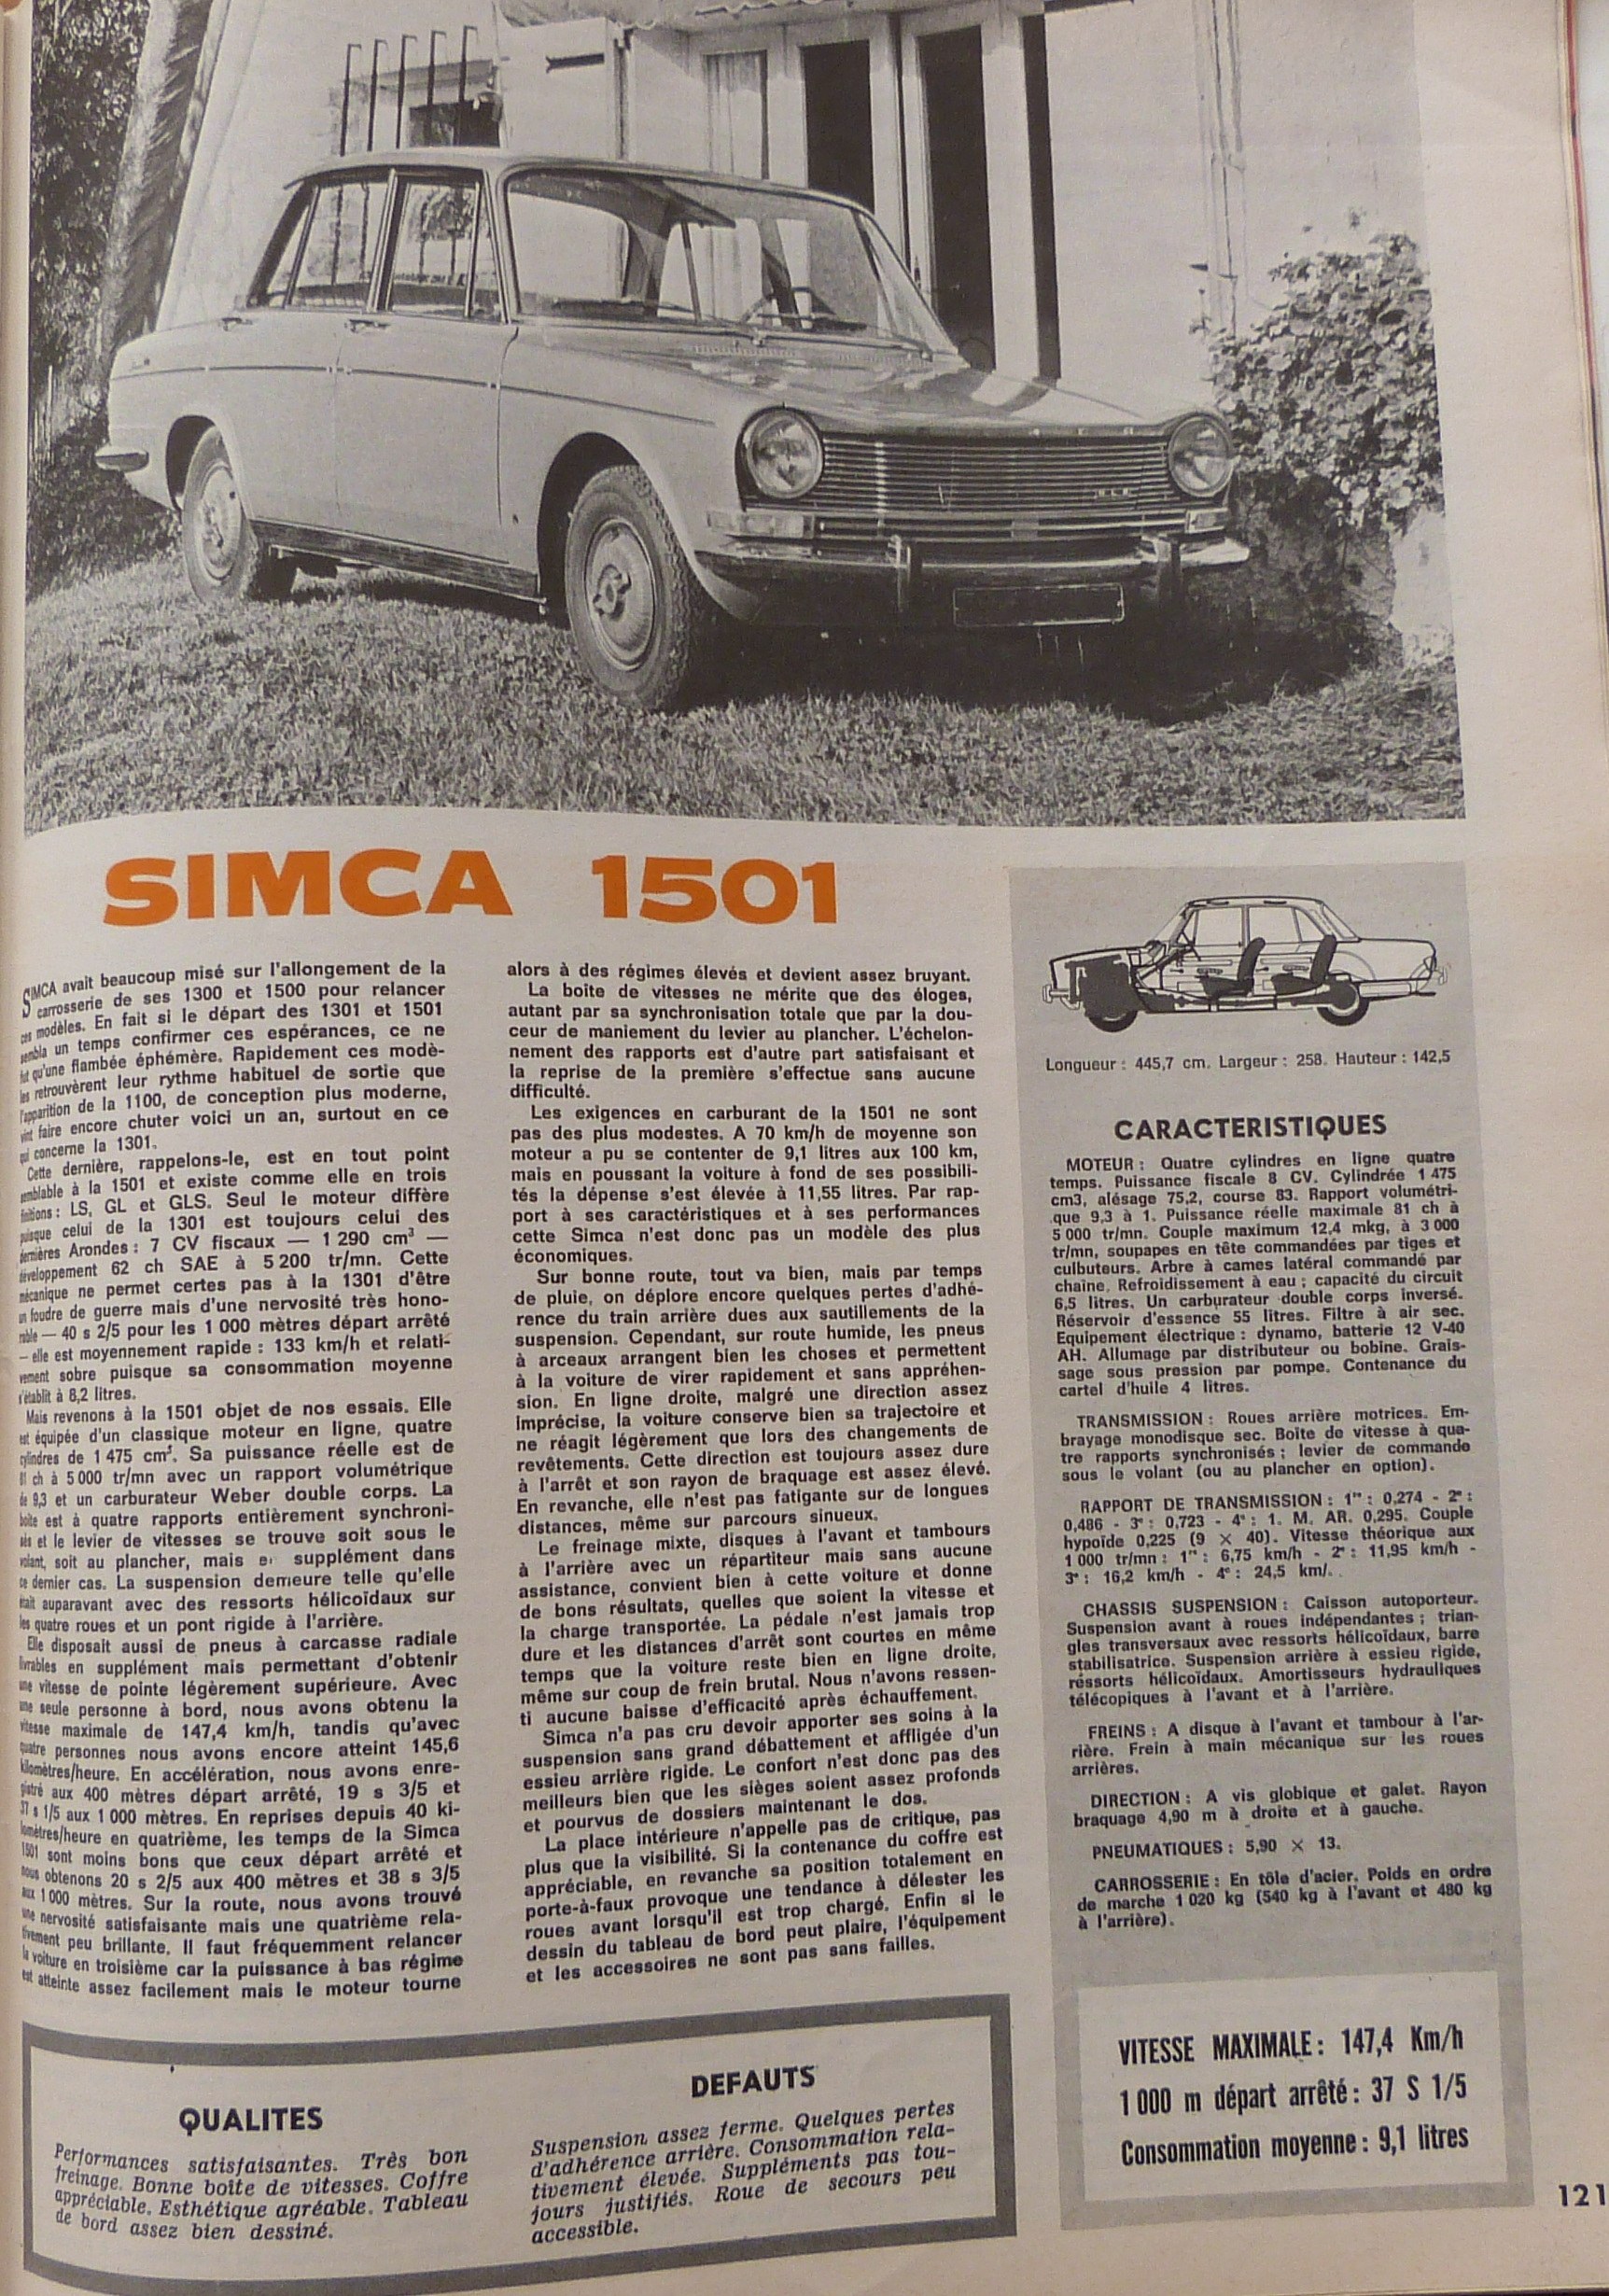 SIMCA 1501
SIMCA avait beaucoup misé sur l'allongement de la
carrosserie de ses 1300 et 1500 pour relancer
ces modèles. En fait si le départ des 1301 et 1501
sembla un temps confirmer ces espérances, ce ne
fut qu'une flambée éphémère. Rapidement ces modè-
les retrouvèrent leur rythme habituel de sortie que
l'apparition de la 1100, de conception plus moderne,
vint faire encore chuter voici un an, surtout en ce
qui concerne la 1301.
Cette dernière, rappelons-le, est en tout point
semblable à la 1501 et existe comme elle en trois
finitions : LS, GL et GLS. Seul le moteur diffère
puisque celui de la 1301 est toujours celui des
dernières Arondes : 7 CV fiscaux — 1 290 cm³ —
développement 62 ch SAE à 5 200 tr/mn. Cette
mécanique ne permet certes pas à la 1301 d'être
un foudre de guerre mais d'une nervosité très hono-
rable — 40 s 2/5 pour les 1 000 mètres départ arrêté
— elle est moyennement rapide : 133 km/h et relati-
vement sobre puisque sa consommation moyenne
s'établit à 8,2 litres.
Mais revenons à la 1501 objet de nos essais. Elle
est équipée d'un classique moteur en ligne, quatre
cylindres de 1 475 cm³. Sa puissance réelle est de
81 ch à 5 000 tr/mn avec un rapport volumétrique
de 9,3 et un carburateur Weber double corps. La
boîte est à quatre rapports entièrement synchroni-
sés et le levier de vitesses se trouve soit sous le
volant, soit au plancher, mais en supplément dans
ce dernier cas. La suspension demeure telle qu'elle
était auparavant avec des ressorts hélicoïdaux sur
les quatre roues et un pont rigide à l'arrière.
Elle disposait aussi de pneus à carcasse radiale
livrables en supplément mais permettant d'obtenir
une vitesse de pointe légèrement supérieure. Avec
une seule personne à bord, nous avons obtenu la
vitesse maximale de 147,4 km/h, tandis qu'avec
quatre personnes nous avons encore atteint 145,6
kilomètres/heure. En accélération, nous avons enre-
gistré aux 400 mètres départ arrêté, 19 s 3/5 et
37 s 1/5 aux 1 000 mètres. En reprises depuis 40 ki-
lomètres/heure en quatrième, les temps de la Simca
1501 sont moins bons que ceux départ arrêté et
nous obtenons 20 s 2/5 aux 400 mètres et 38 s 3/5
aux 1 000 mètres. Sur la route, nous avons trouvé
une nervosité satisfaisante mais une quatrième rela-
tivement peu brillante. Il faut fréquemment relancer
la voiture en troisième car la puissance à bas régime
est atteinte assez facilement mais le moteur tourne
alors à des régimes élevés et devient assez bruyant.
La boîte de vitesses ne mérite que des éloges,
autant par sa synchronisation totale que par la dou-
ceur de maniement du levier au plancher. L'échelon-
nement des rapports est d'autre part satisfaisant et
la reprise de la première s'effectue sans aucune
difficulté.
Les exigences en carburant de la 1501 ne sont
pas des plus modestes. A 70 km/h de moyenne son
moteur a pu se contenter de 9,1 litres aux 100 km,
mais en poussant la voiture à fond de ses possibili-
tés la dépense s'est élevée à 11,55 litres. Par rap-
port à ses caractéristiques et à ses performances
cette Simca n'est donc pas un modèle des plus
économiques.
Sur bonne route, tout va bien, mais par temps
de pluie, on déplore encore quelques pertes d'adhé-
rence du train arrière dues aux sautillements de la
suspension. Cependant, sur route humide, les pneus
à arceaux arrangent bien les choses et permettent
à la voiture de virer rapidement et sans appréhen-
sion. En ligne droite, malgré une direction assez
imprécise, la voiture conserve bien sa trajectoire et
ne réagit légèrement que lors des changements de
revêtements. Cette direction est toujours assez dure
à l'arrêt et son rayon de braquage est assez élevé.
En revanche, elle n'est pas fatigante sur de longues
distances, même sur parcours sinueux.
Le freinage mixte, disques à l'avant et tambours
à l'arrière avec un répartiteur mais sans aucune
assistance, convient bien à cette voiture et donne
de bons résultats, quelles que soient la vitesse et
la charge transportée. La pédale n'est jamais trop
dure et les distances d'arrêt sont courtes en même
temps que la voiture reste bien en ligne droite,
même sur coup de frein brutal. Nous n'avons ressen-
ti aucune baisse d'efficacité après échauffement.
Simca n'a pas cru devoir apporter ses soins à la
suspension sans grand débattement et affligée d'un
essieu arrière rigide. Le confort n'est donc pas des
meilleurs bien que les sièges soient assez profonds
et pourvus de dossiers maintenant le dos.
La place intérieure n'appelle pas de critique, pas
plus que la visibilité. Si la contenance du coffre est
appréciable, en revanche sa position totalement en
porte-à-faux provoque une tendance à délester les
roues avant lorsqu'il est trop chargé. Enfin si le
dessin du tableau de bord peut plaire, l'équipement
et les accessoires ne sont pas sans failles.
Longueur : 445,7 cm. Largeur : 258. Hauteur : 142,5
CARACTERISTIQUES
MOTEUR : Quatre cylindres en ligne quatre
temps. Puissance fiscale 8 CV. Cylindrée 1 475
cm3, alésage 75,2, course 83. Rapport volumétri-
que 9,3 à 1. Puissance réelle maximale 81 ch à
5 000 tr/mn. Couple maximum 12,4 mkg, à 3 000
tr/mn, soupapes en tête commandées par tiges et
culbuteurs. Arbre à cames latéral commandé par
chaîne. Refroidissement à eau ; capacité du circuit
6,5 litres. Un carburateur double corps inversé.
Réservoir d'essence 55 litres. Filtre à air sec.
Equipement électrique : dynamo, batterie 12 V-40
AH. Allumage par distributeur ou bobine. Grais-
sage sous pression par pompe. Contenance du
cartel d'huile 4 litres.
TRANSMISSION : Roues arrière motrices. Em-
brayage monodisque sec. Boîte de vitesse à qua-
tre rapports synchronisés ; levier de commande
sous le volant (ou au plancher en option).
RAPPORT DE TRANSMISSION : 1re : 0,274 - 2e :
0,486 - 3e : 0,723 - 4e : 1. M. AR. 0,295. Couple
hypoïde 0,225 (9 × 40). Vitesse théorique aux
1 000 tr/mn : 1re : 6,75 km/h - 2e : 11,95 km/h -
3e : 16,2 km/h - 4e : 24,5 km/.
CHASSIS SUSPENSION : Caisson autoporteur.
Suspension avant à roues indépendantes ; trian-
gles transversaux avec ressorts hélicoïdaux, barre
stabilisatrice. Suspension arrière à essieu rigide,
ressorts hélicoïdaux. Amortisseurs hydrauliques
télécopiques à l'avant et à l'arrière.
FREINS : A disque à l'avant et tambour à l'ar-
rière. Frein à main mécanique sur les roues
arrières.
DIRECTION : A vis globique et galet. Rayon
braquage 4,90 m à droite et à gauche.
PNEUMATIQUES : 5,90 × 13.
CARROSSERIE : En tôle d'acier. Poids en ordre
de marche 1 020 kg (540 kg à l'avant et 480 kg
à l'arrière).
VITESSE MAXIMALE : 147,4 Km/h
1 000 m départ arrêté : 37 S 1/5
Consommation moyenne : 9,1 litres
QUALITES
Performances satisfaisantes. Très bon
freinage. Bonne boîte de vitesses. Coffre
appréciable. Esthétique agréable. Tableau
de bord assez bien dessiné.
DEFAUTS
Suspension assez ferme. Quelques pertes
d'adhérence arrière. Consommation rela-
tivement élevée. Suppléments pas tou-
jours justifiés. Roue de secours peu
accessible.
121